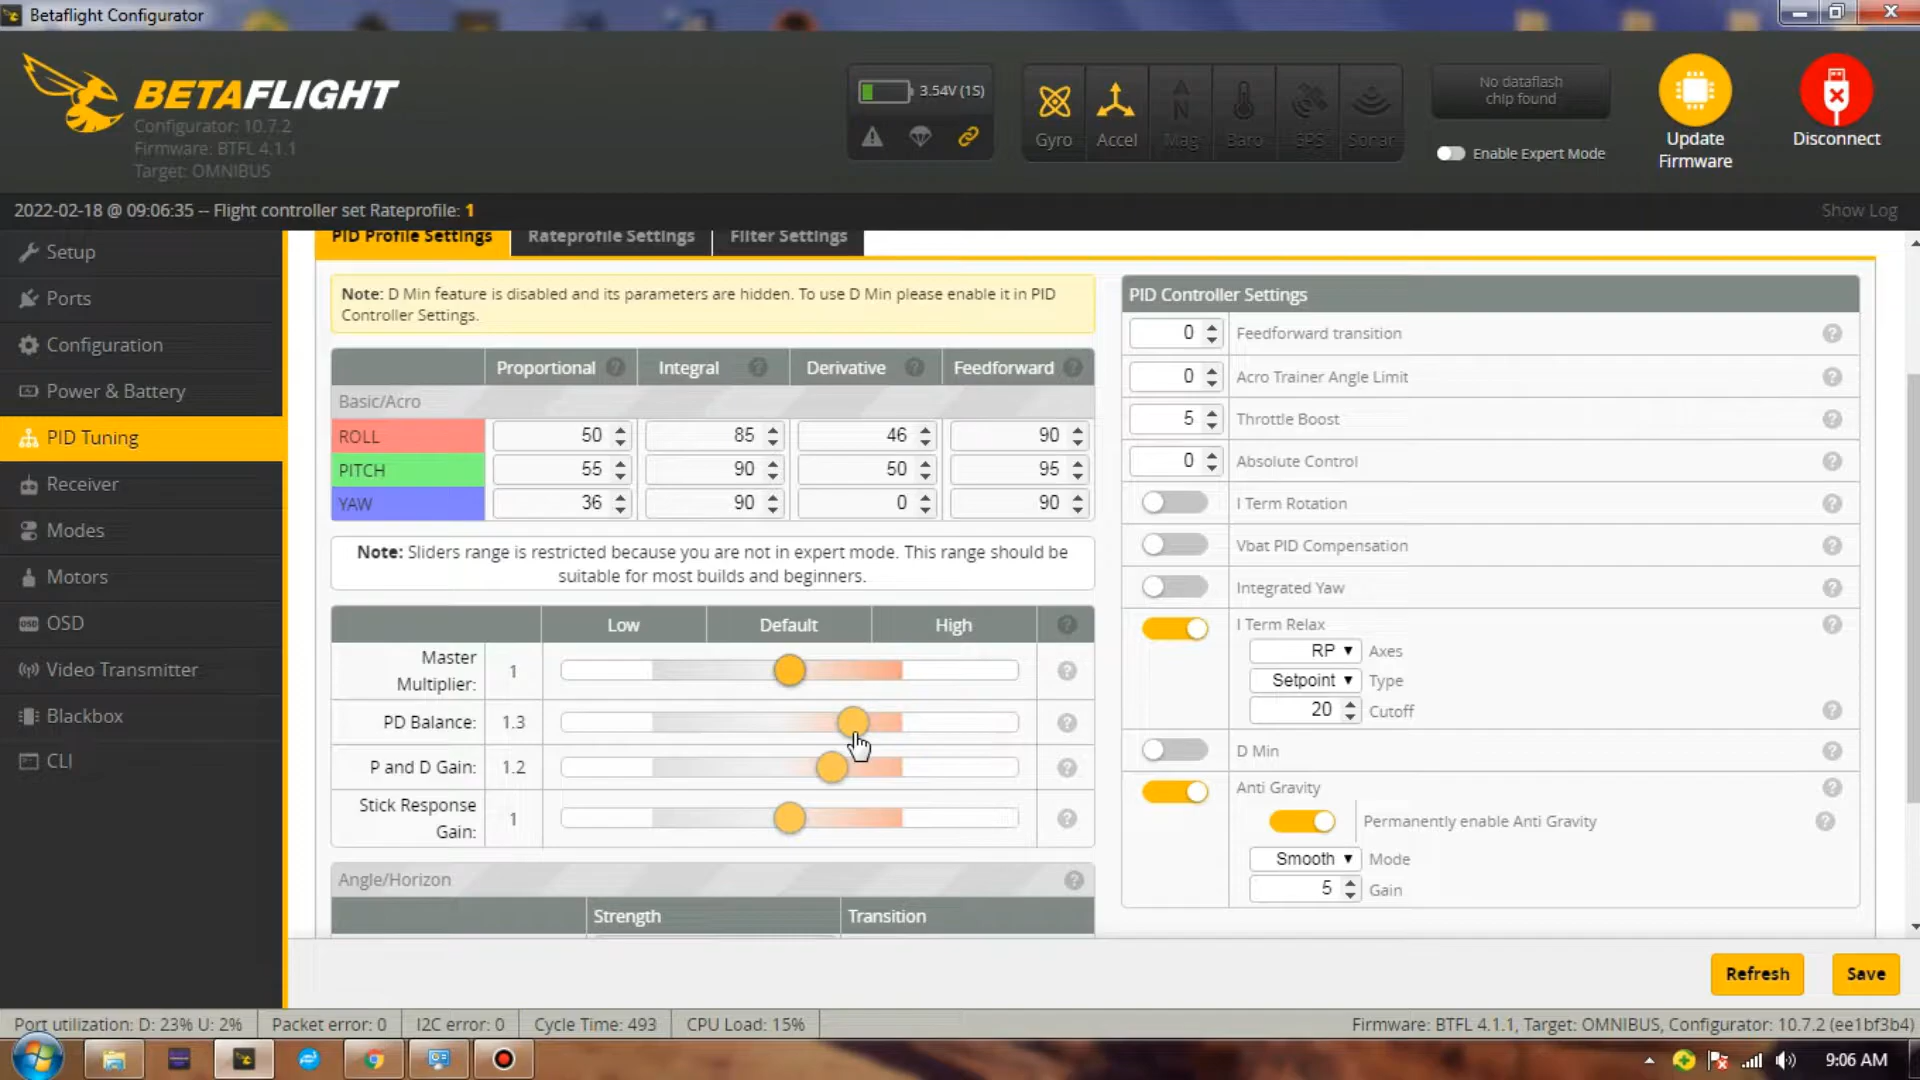 Betaflight Configurator
BETAFLIGHT
Configurator: 10.7.2
Firmware: BTFL 4.1.1
Target: OMNIBUS
3.54V (1S)
Gyro
Accel
Mag
Baro
GPS
Sonar
No dataflash
chip found
Enable Expert Mode
Update
Firmware
Disconnect
2022-02-18 @ 09:06:35 -- Flight controller set Rateprofile: 1
Show Log
Setup
Ports
Configuration
Power & Battery
PID Tuning
Receiver
Modes
Motors
OSD
Video Transmitter
Blackbox
CLI
PID Profile Settings
Rateprofile Settings
Filter Settings
Note: D Min feature is disabled and its parameters are hidden. To use D Min please enable it in PID
Controller Settings.
Proportional Integral Derivative Feedforward
Basic/Acro
ROLL 50 85 46 90
PITCH 55 90 50 95
YAW 36 90 0 90
Note: Sliders range is restricted because you are not in expert mode. This range should be
suitable for most builds and beginners.
Low Default High
Master
Multiplier: 1
PD Balance: 1.3
P and D Gain: 1.2
Stick Response
Gain: 1
Angle/Horizon
Strength Transition
PID Controller Settings
0 Feedforward transition
0 Acro Trainer Angle Limit
5 Throttle Boost
0 Absolute Control
I Term Rotation
Vbat PID Compensation
Integrated Yaw
I Term Relax
RP Axes
Setpoint Type
20 Cutoff
D Min
Anti Gravity
Permanently enable Anti Gravity
Smooth Mode
5 Gain
Refresh
Save
Port utilization: D: 23% U: 2% Packet error: 0 I2C error: 0 Cycle Time: 493 CPU Load: 15%
Firmware: BTFL 4.1.1, Target: OMNIBUS, Configurator: 10.7.2 (ee1bf3b4)
9:06 AM